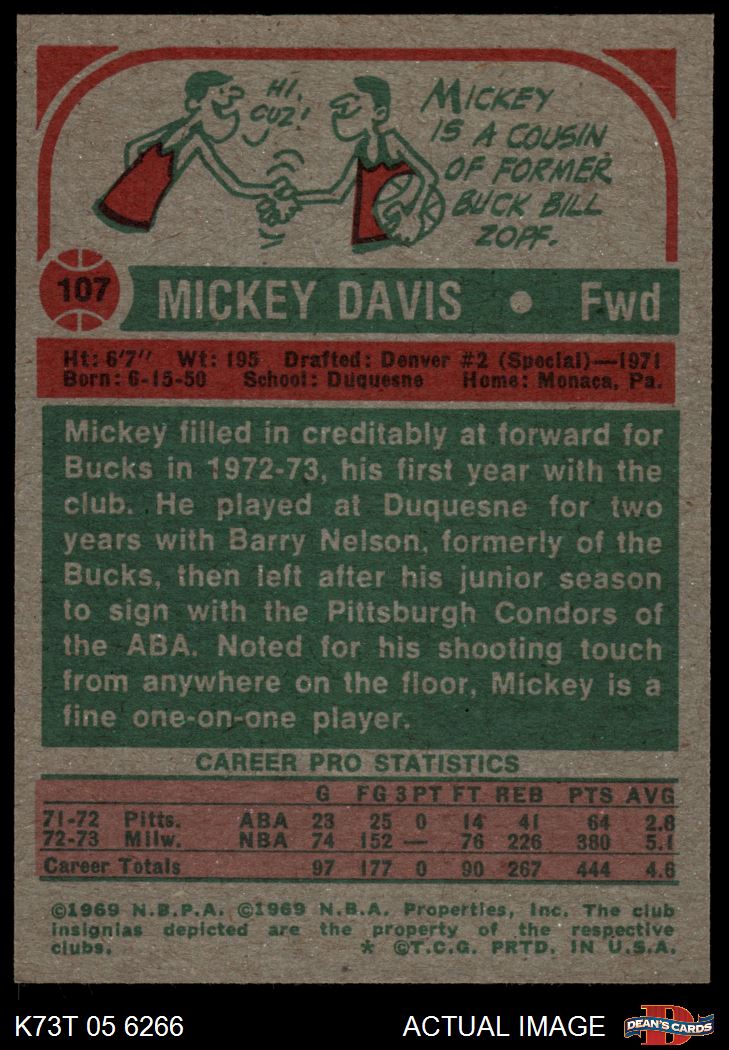 HI,
CUZ!
MICKEY
IS A COUSIN
OF FORMER
BUCK BILL
ZOPF.
107 MICKEY DAVIS • Fwd
Ht: 6'7" Wt: 195 Drafted: Denver #2 (Special)—1971
Born: 6-15-50 School: Duquesne Home: Monaca, Pa.
Mickey filled in creditably at forward for
Bucks in 1972-73, his first year with the
club. He played at Duquesne for two
years with Barry Nelson, formerly of the
Bucks, then left after his junior season
to sign with the Pittsburgh Condors of
the ABA. Noted for his shooting touch
from anywhere on the floor, Mickey is a
fine one-on-one player.
CAREER PRO STATISTICS
G FG 3PT FT REB PTS AVG
71-72 Pitts. ABA 23 25 0 14 41 64 2.8
72-73 Milw. NBA 74 152 — 76 226 380 5.1
Career Totals 97 177 0 90 267 444 4.6
©1969 N.B.P.A. ©1969 N.B.A. Properties, Inc. The club
insignias depicted are the property of the respective
clubs. * ©T.C.G. PRTD. IN U.S.A.
K73T 05 6266 ACTUAL IMAGE DEAN'S CARDS